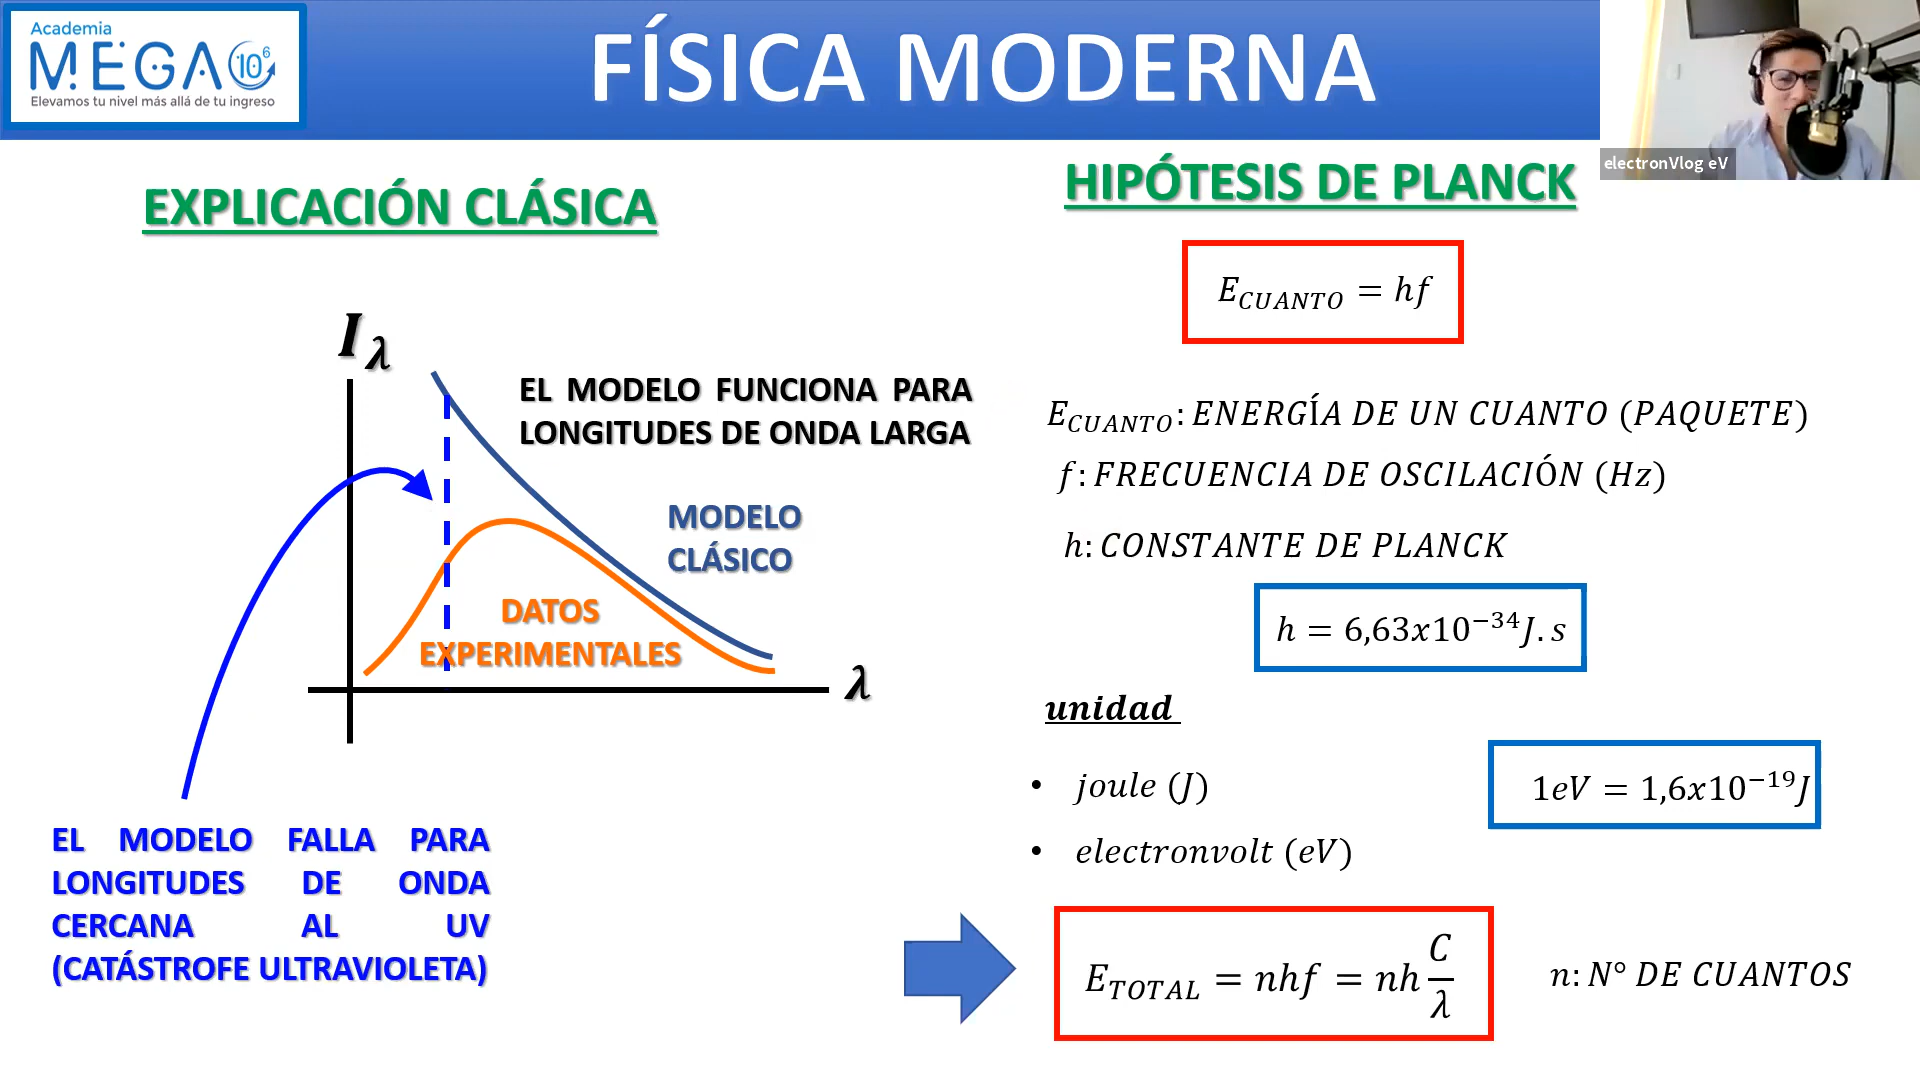 Academia
MEGA 10⁶
Elevamos tu nivel más allá de tu ingreso
FÍSICA MODERNA
electronVlog eV
EXPLICACIÓN CLÁSICA
I_λ
EL MODELO FUNCIONA PARA
LONGITUDES DE ONDA LARGA
MODELO
CLÁSICO
DATOS
EXPERIMENTALES
λ
EL MODELO FALLA PARA
LONGITUDES DE ONDA
CERCANA AL UV
(CATÁSTROFE ULTRAVIOLETA)
HIPÓTESIS DE PLANCK
E_CUANTO = hf
E_CUANTO: ENERGÍA DE UN CUANTO (PAQUETE)
f: FRECUENCIA DE OSCILACIÓN (Hz)
h: CONSTANTE DE PLANCK
h = 6,63x10⁻³⁴J.s
unidad
• joule (J)
1eV = 1,6x10⁻¹⁹J
• electronvolt (eV)
E_TOTAL = nhf = nh C/λ
n: N° DE CUANTOS